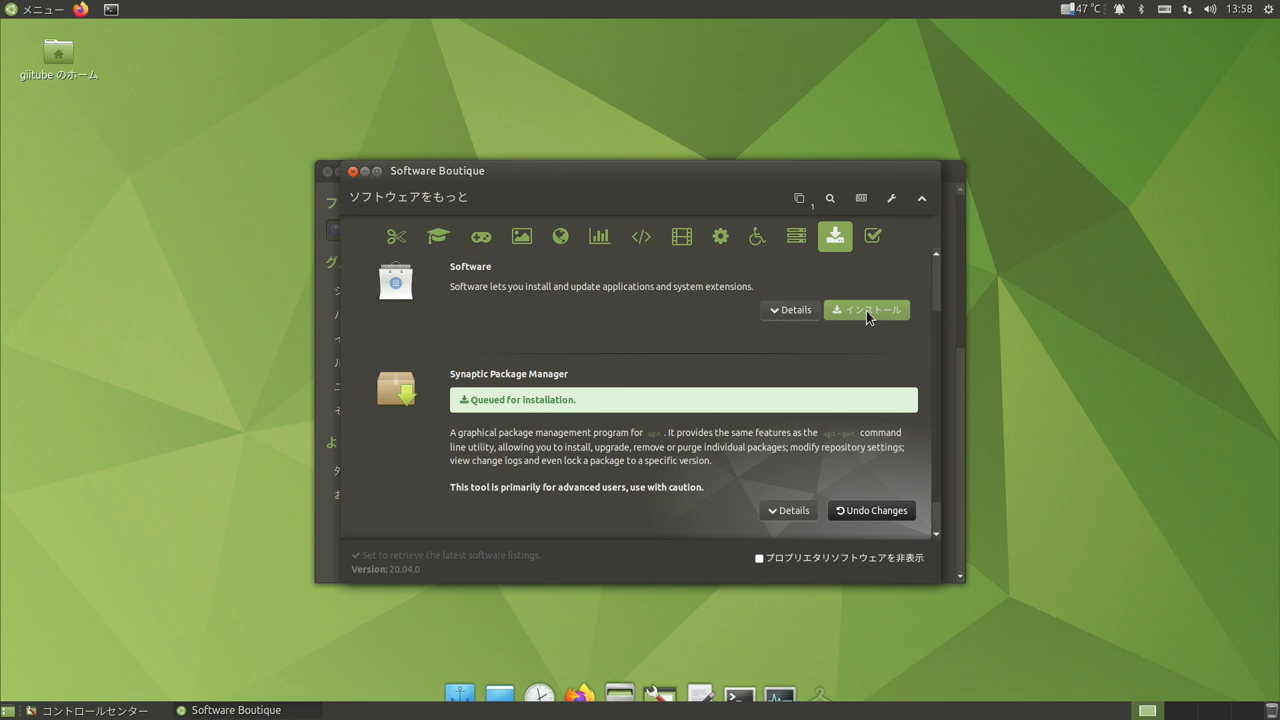 メニュー
47 ℃
13:58
giitube のホーム
Software Boutique
ソフトウェアをもっと
1
Software
Software lets you install and update applications and system extensions.
Details
インストール
Synaptic Package Manager
Queued for installation.
A graphical package management program for apt . It provides the same features as the apt-get command
line utility, allowing you to install, upgrade, remove or purge individual packages; modify repository settings;
view change logs and even lock a package to a specific version.
This tool is primarily for advanced users, use with caution.
Details
Undo Changes
Set to retrieve the latest software listings.
Version: 20.04.0
プロプリエタリソフトウェアを非表示
コントロールセンター
Software Boutique